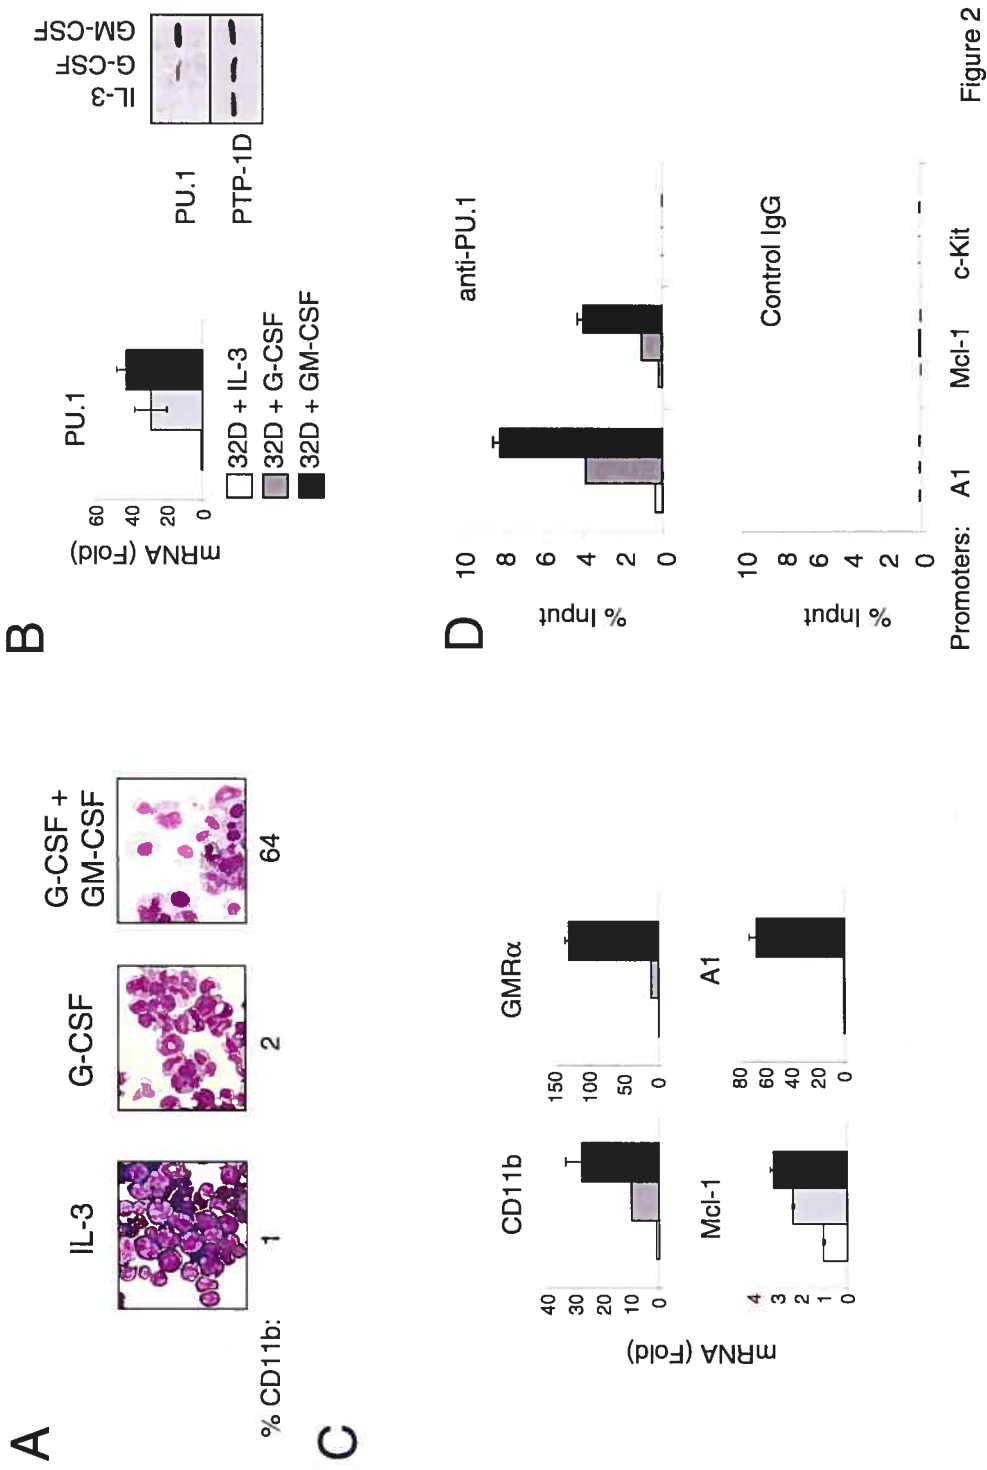 A
IL-3
G-CSF
G-CSF +
GM-CSF
% CD11b:
1
2
64
B
PU.1
mRNA (Fold)
60
40
20
0
32D + IL-3
32D + G-CSF
32D + GM-CSF
IL-3
G-CSF
GM-CSF
PU.1
PTP-1D
C
mRNA (Fold)
CD11b
40
30
20
10
0
GMRα
150
100
50
0
Mcl-1
4
3
2
1
0
A1
80
60
40
20
0
D
anti-PU.1
% Input
10
8
6
4
2
0
Control IgG
% Input
10
8
6
4
2
0
Promoters: A1 Mcl-1 c-Kit
Figure 2